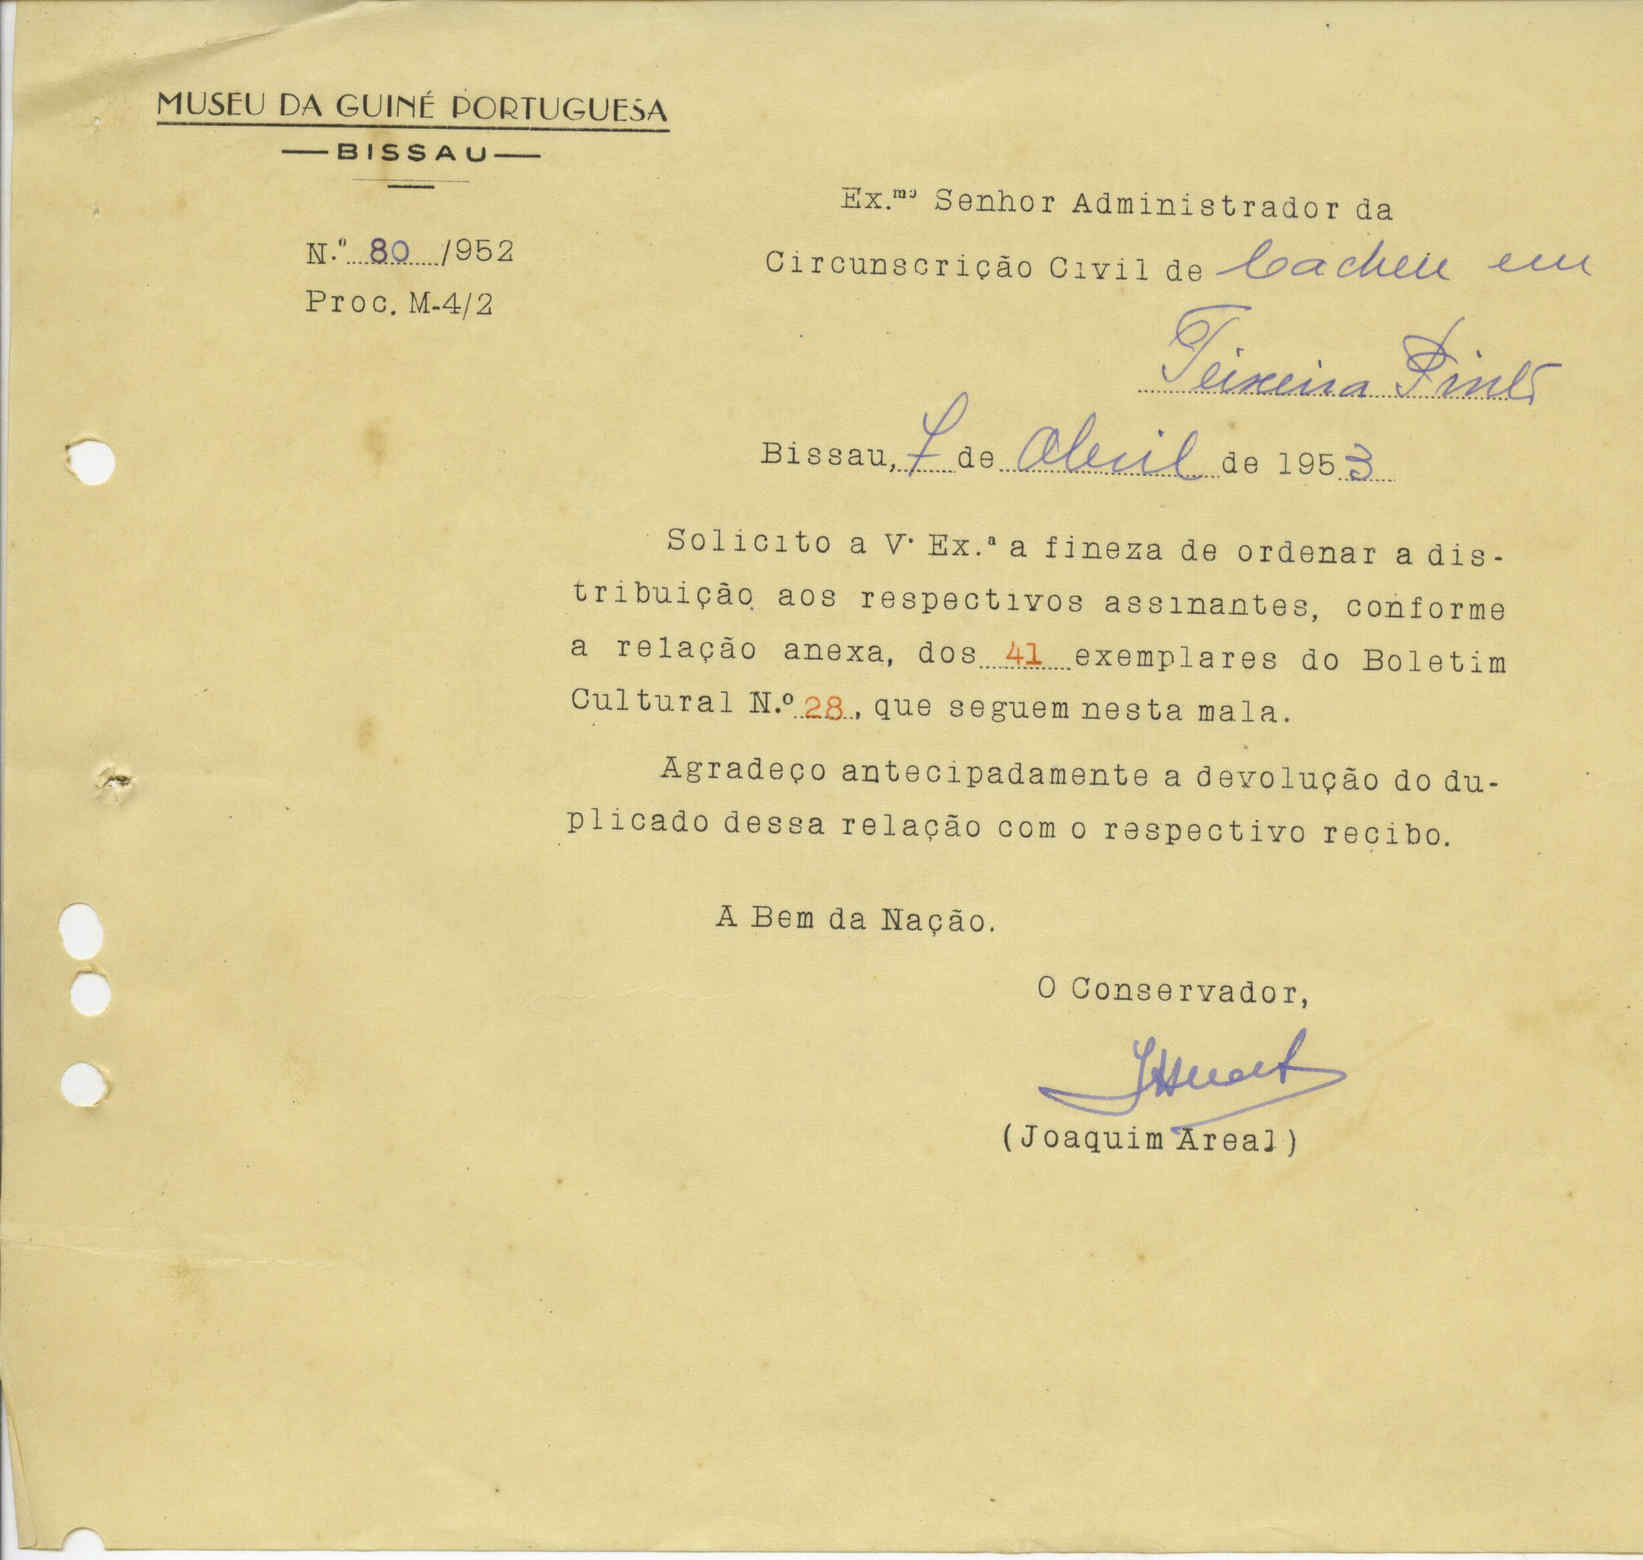 MUSEU DA GUINÉ PORTUGUESA
BISSAU
N.º 80 /952
Proc. M-4/2
Ex.mo Senhor Administrador da
Circunscrição Civil de Cacheu em
Teixeira Pinto
Bissau, 7 de Abril de 1953
Solicito a V. Ex.ª a fineza de ordenar a dis-
tribuição aos respectivos assinantes, conforme
a relação anexa, dos 41 exemplares do Boletim
Cultural N.º 28, que seguem nesta mala.
Agradeço antecipadamente a devolução do du-
plicado dessa relação com o respectivo recibo.
A Bem da Nação.
O Conservador,
(Joaquim Areal)